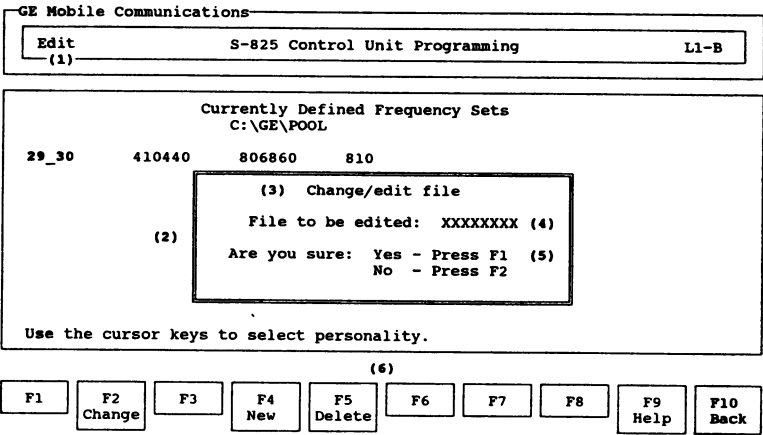 GE Mobile Communications
Edit S-825 Control Unit Programming L1-B
(1)
Currently Defined Frequency Sets
C:\GE\POOL
29_30 410440 806860 810
(3) Change/edit file
File to be edited: XXXXXXXX (4)
(2)
Are you sure: Yes - Press F1 (5)
No - Press F2
Use the cursor keys to select personality.
(6)
F1 F2 F3 F4 F5 F6 F7 F8 F9 F10
Change New Delete Help Back